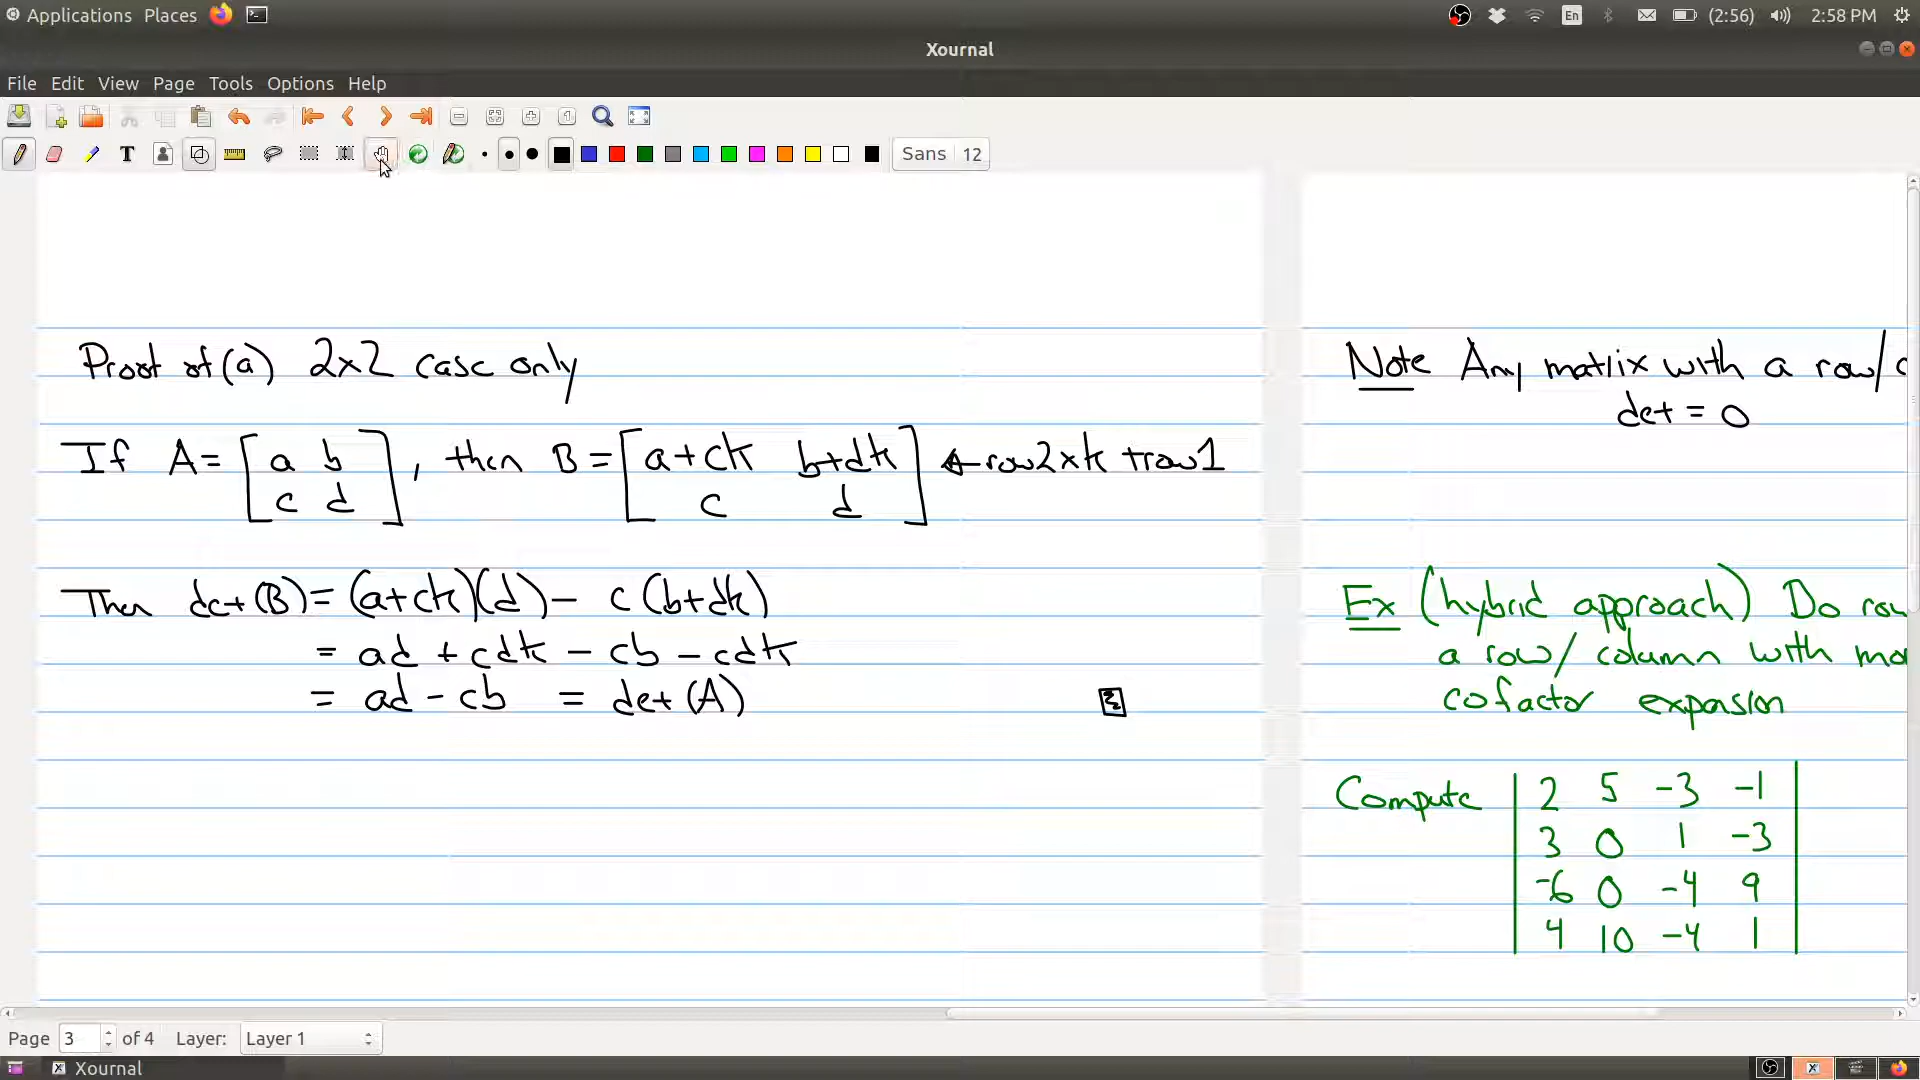 Applications Places En (2:56) 2:58 PM
Xournal
File Edit View Page Tools Options Help
T Sans 12
Proof of (a) 2x2 case only
If A = [ a b ], then B = [ a+ck b+dk ] ← row2xk +row1
c d c d
Then det (B) = (a+ck)(d) - c (b+dk)
= ad + cdk - cb - cdk
= ad - cb = det (A)
Note Any matrix with a row/
det = 0
Ex (hybrid approach) Do
a row/column with
cofactor expansion
Compute | 2 5 -3 -1 |
3 0 1 -3
-6 0 -4 9
4 10 -4 1
Page 3 of 4 Layer: Layer 1
Xournal